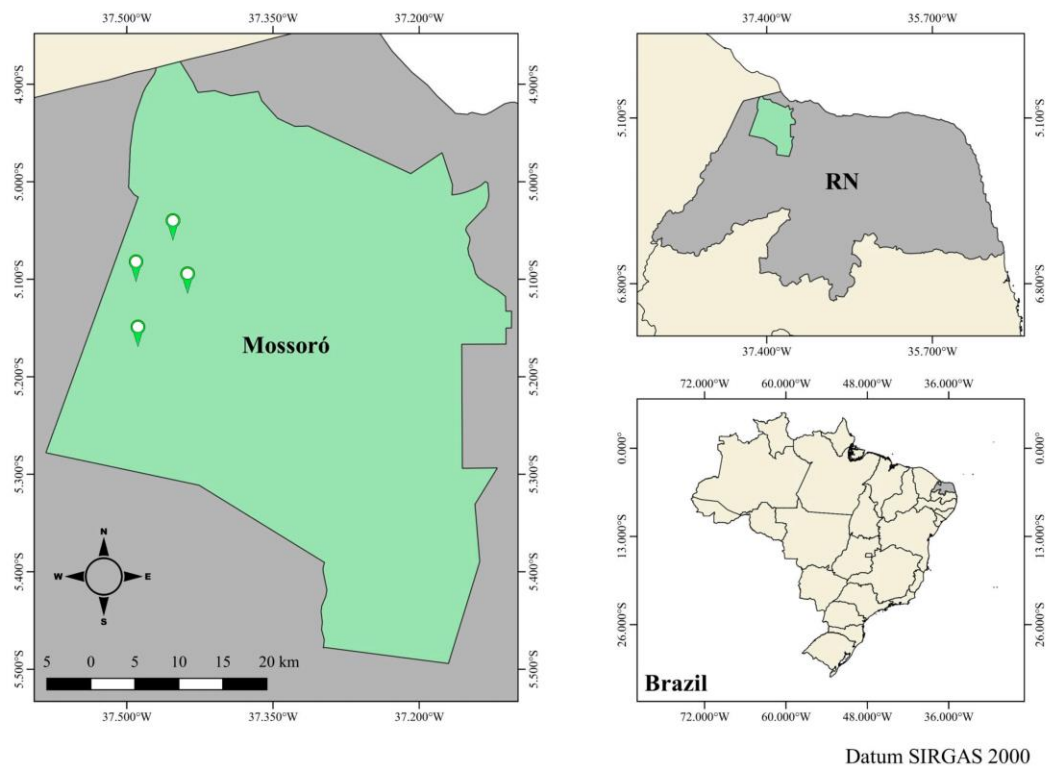 37.500°W 37.350°W 37.200°W
4.900°S 4.900°S
5.000°S 5.000°S
5.100°S 5.100°S
5.200°S 5.200°S
5.300°S 5.300°S
5.400°S 5.400°S
5.500°S 5.500°S
Mossoró
N
W E
S
5 0 5 10 15 20 km
37.500°W 37.350°W 37.200°W
37.400°W 35.700°W
5.100°S 5.100°S
RN
6.800°S 6.800°S
37.400°W 35.700°W
72.000°W 60.000°W 48.000°W 36.000°W
0.000° 0.000°
13.000°S 13.000°S
26.000°S 26.000°S
Brazil
72.000°W 60.000°W 48.000°W 36.000°W
Datum SIRGAS 2000